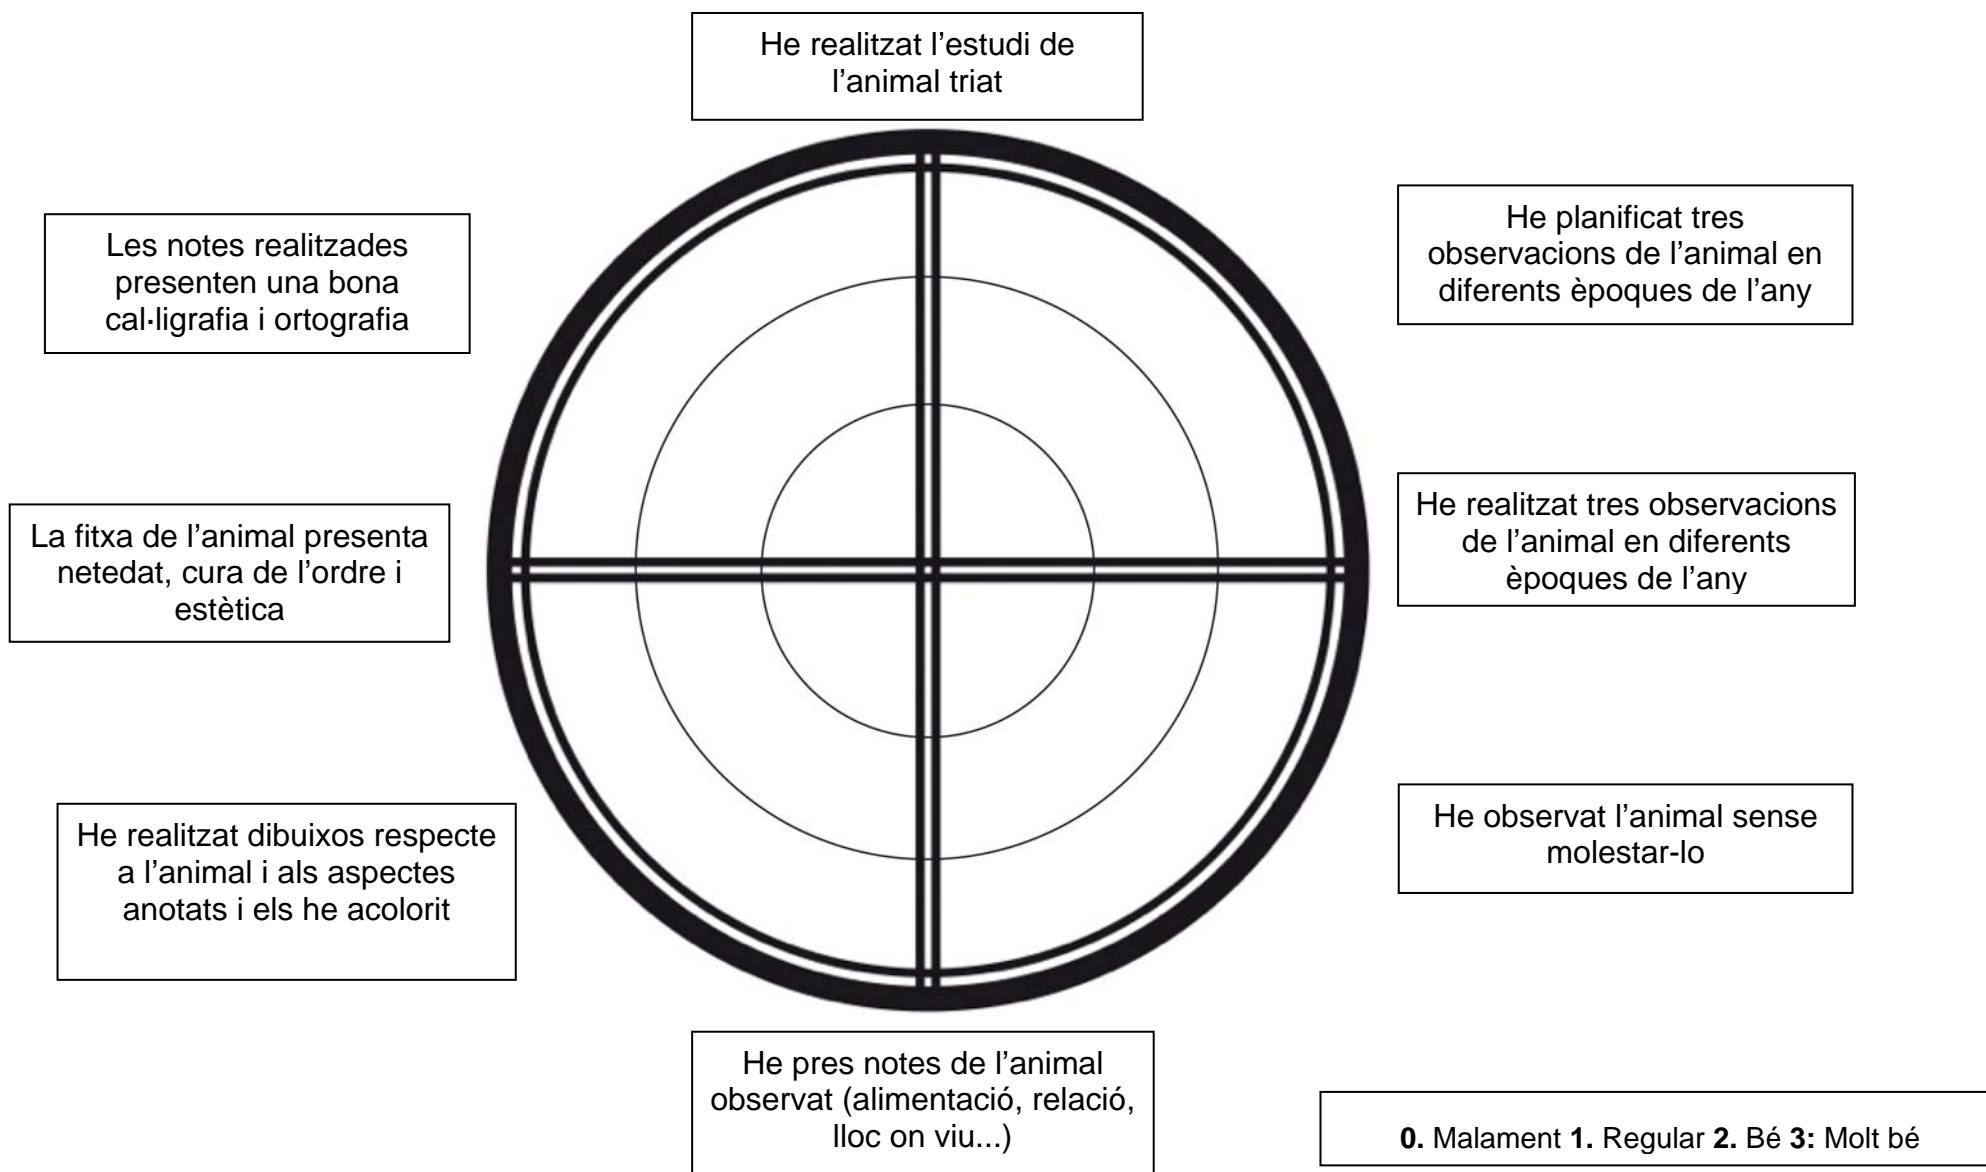 He realitzat l’estudi de
l’animal triat
Les notes realitzades
presenten una bona
cal·ligrafia i ortografia
He planificat tres
observacions de l’animal en
diferents èpoques de l’any
La fitxa de l’animal presenta
netedat, cura de l’ordre i
estètica
He realitzat tres observacions
de l’animal en diferents
èpoques de l’any
He realitzat dibuixos respecte
a l’animal i als aspectes
anotats i els he acolorit
He observat l’animal sense
molestar-lo
He pres notes de l’animal
observat (alimentació, relació,
lloc on viu...)
0. Malament 1. Regular 2. Bé 3: Molt bé